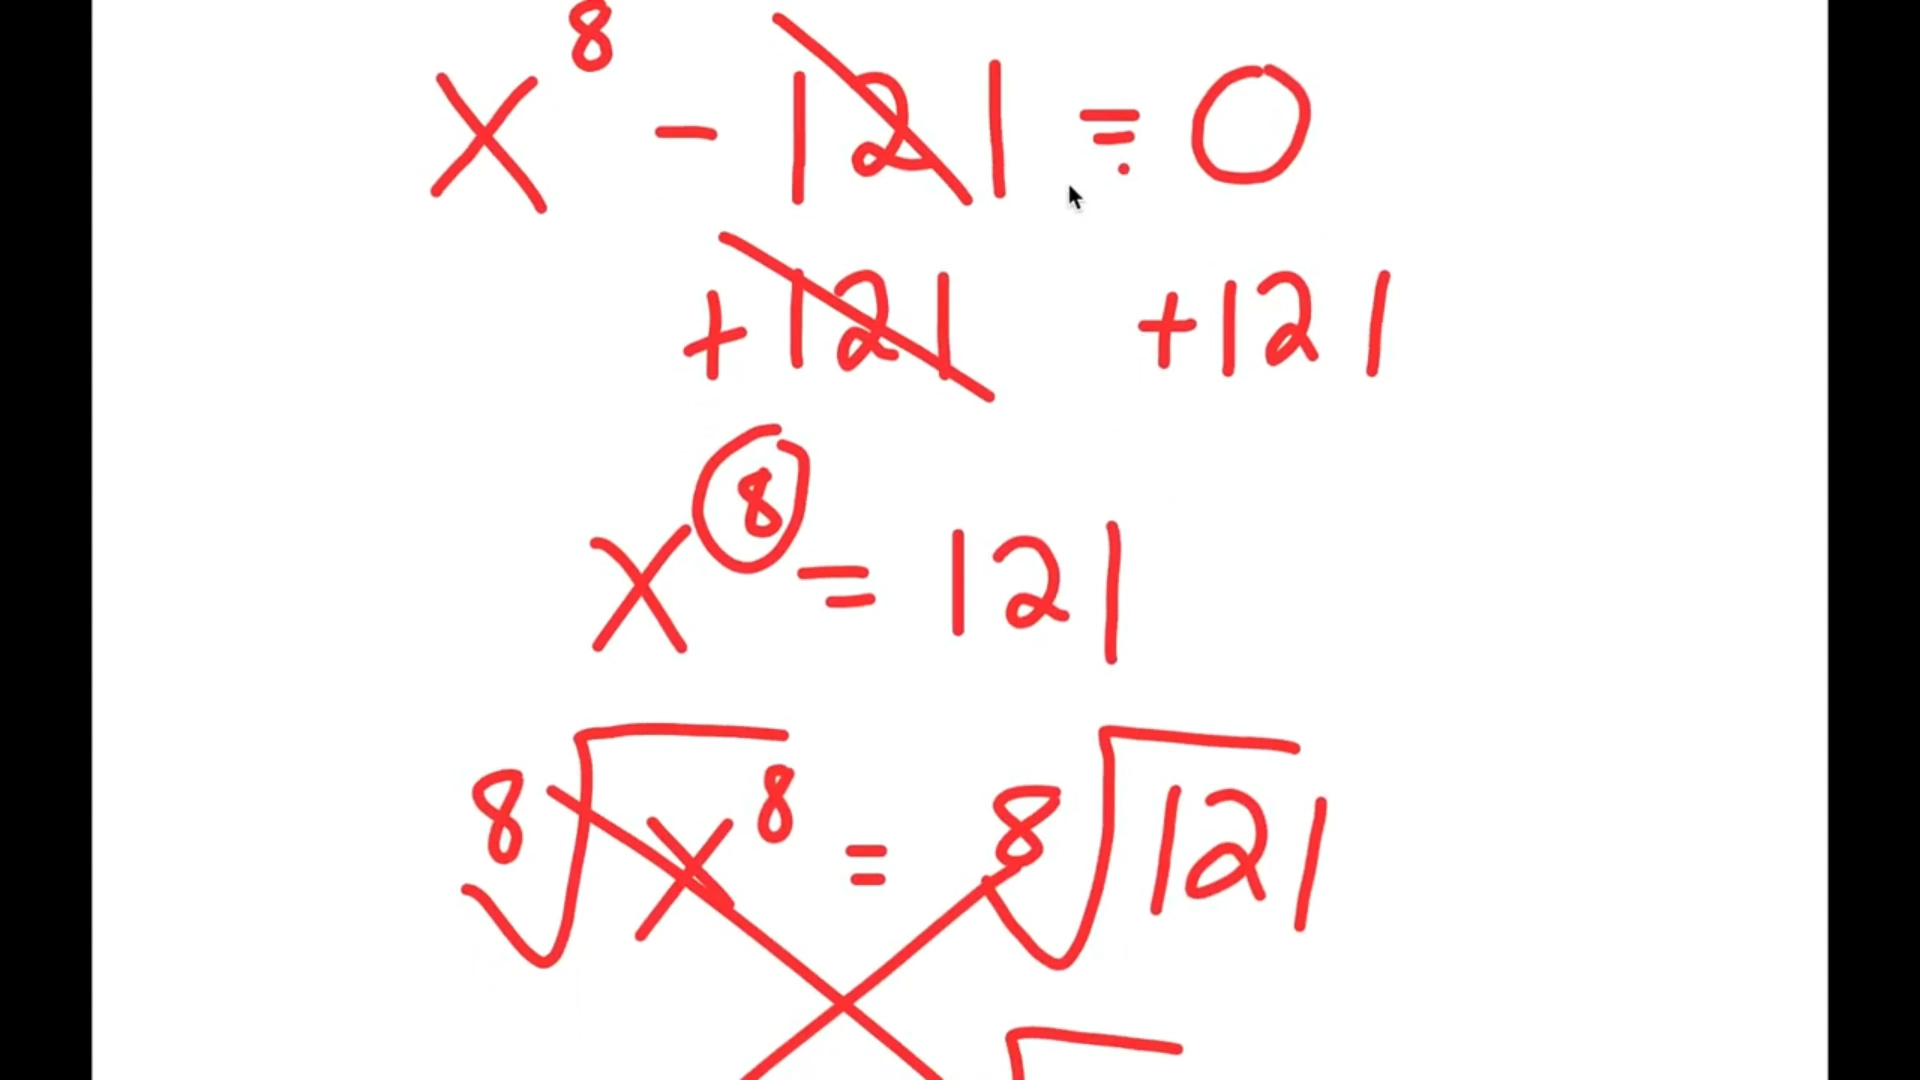 x⁸ - 121 = 0
+121 +121
x⁸ = 121
⁸√x⁸ = ⁸√121